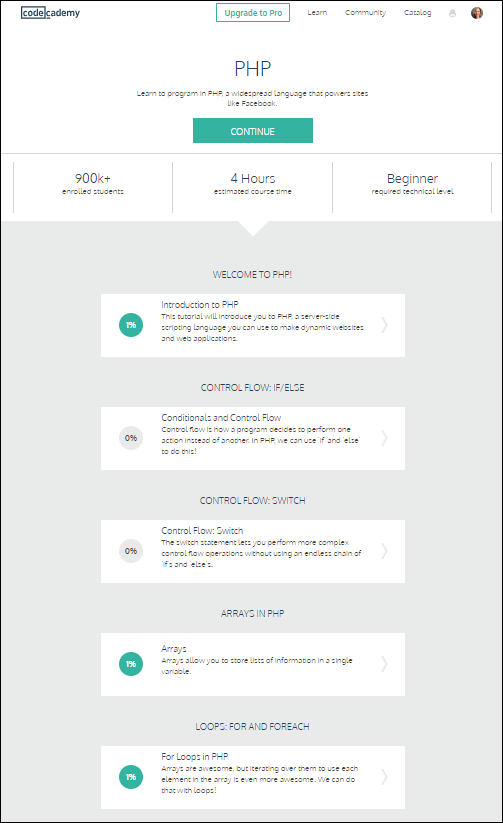 codecademy
Upgrade to Pro Learn Community Catalog
PHP
Learn to program in PHP, a widespread language that powers sites
like Facebook.
CONTINUE
900k+ 4 Hours Beginner
enrolled students estimated course time required technical level
WELCOME TO PHP!
Introduction to PHP
1% This tutorial will introduce you to PHP, a server-side
scripting language you can use to make dynamic websites
and web applications.
CONTROL FLOW: IF/ELSE
Conditionals and Control Flow
0% Control flow is how a program decides to perform one
action instead of another. In PHP, we can use `if` and `else`
to do this!
CONTROL FLOW: SWITCH
Control Flow: Switch
0% The switch statement lets you perform more complex
control flow operations without using an endless chain of
`if`s and `else`s.
ARRAYS IN PHP
Arrays
1% Arrays allow you to store lists of information in a single
variable.
LOOPS: FOR AND FOREACH
For Loops in PHP
1% Arrays are awesome, but iterating over them to use each
element in the array is even more awesome. We can do
that with loops!